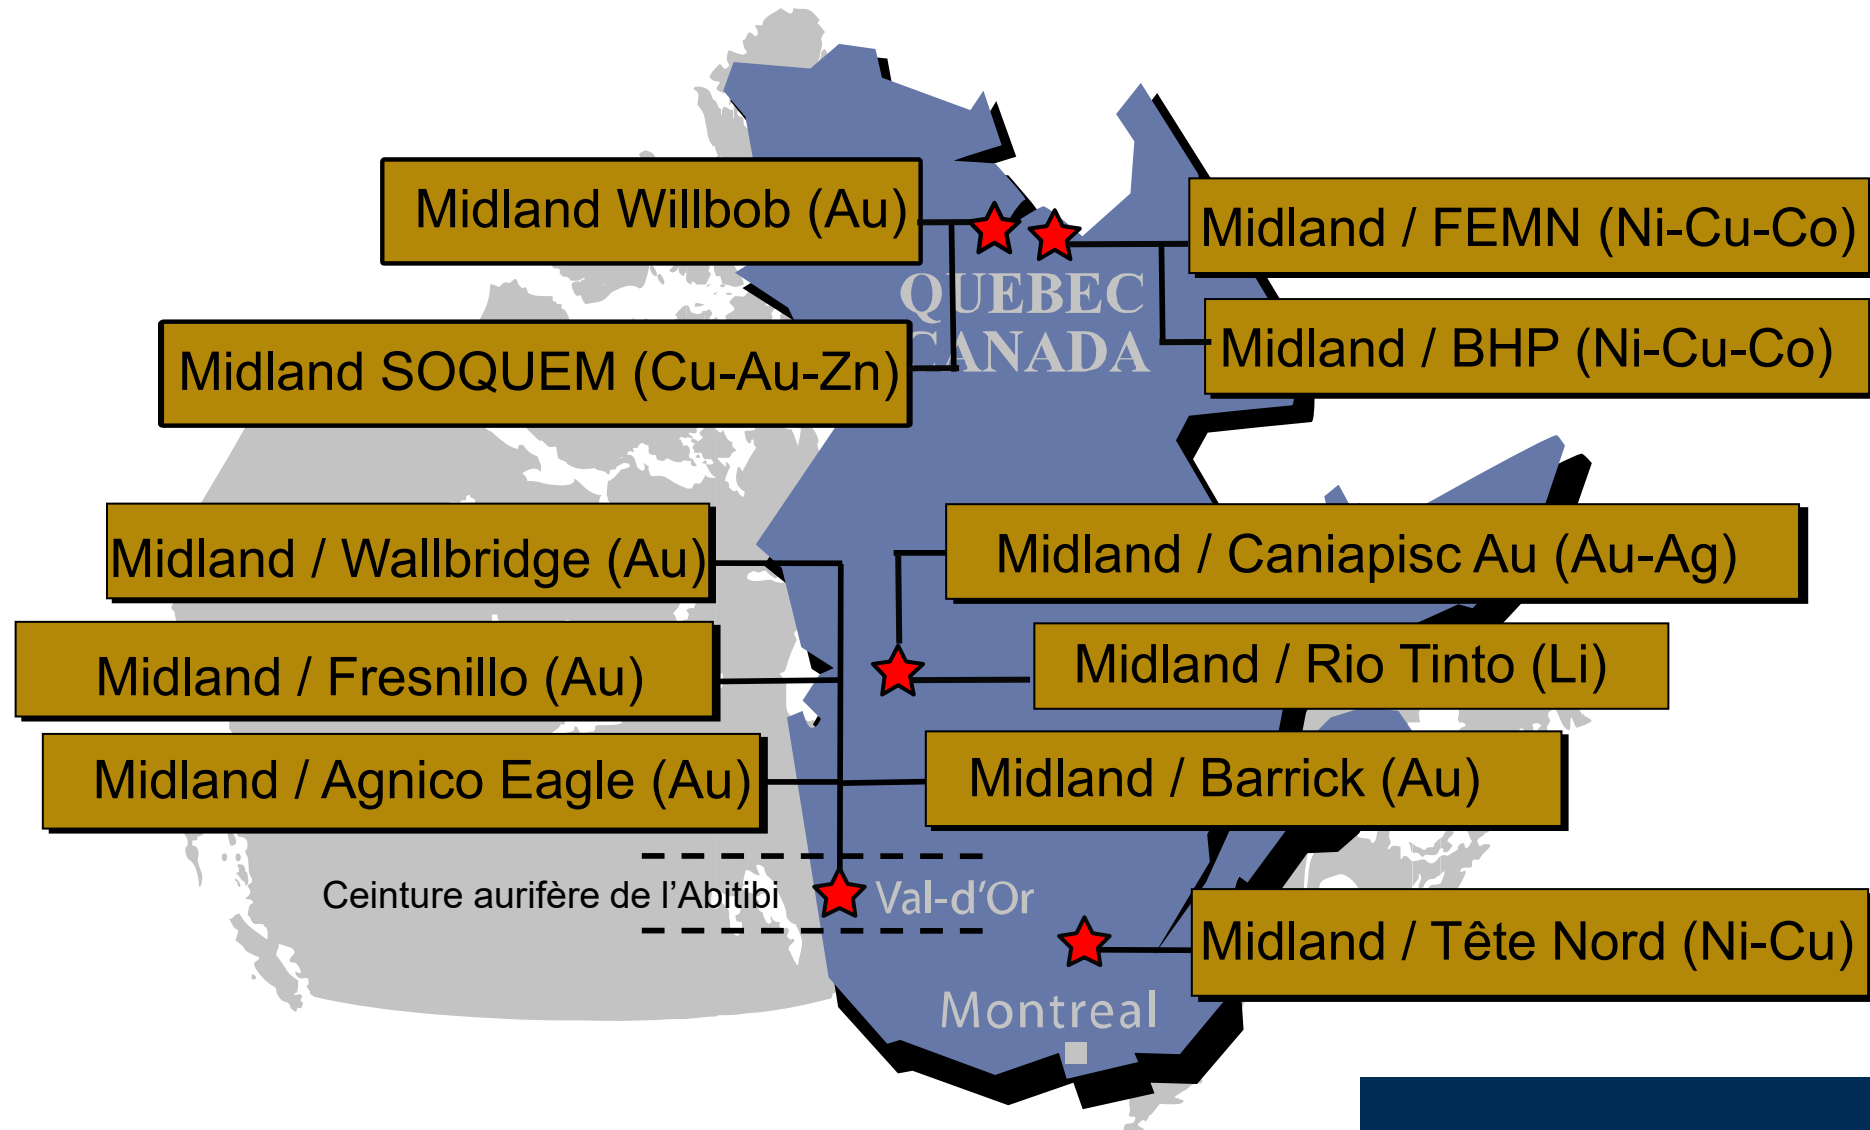 Midland Willbob (Au)
Midland / FEMN (Ni-Cu-Co)
QUEBEC
CANADA
Midland SOQUEM (Cu-Au-Zn)
Midland / BHP (Ni-Cu-Co)
Midland / Wallbridge (Au)
Midland / Caniapisc Au (Au-Ag)
Midland / Fresnillo (Au)
Midland / Rio Tinto (Li)
Midland / Agnico Eagle (Au)
Midland / Barrick (Au)
Ceinture aurifère de l’Abitibi
Val-d'Or
Midland / Tête Nord (Ni-Cu)
Montreal